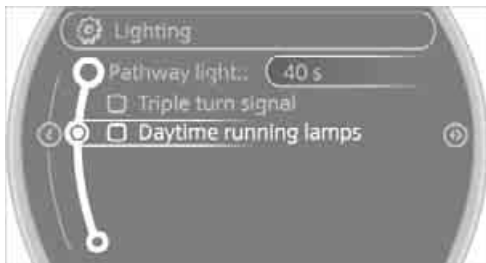 Lighting
Pathway light.: 40 s
Triple turn signal
Daytime running lamps